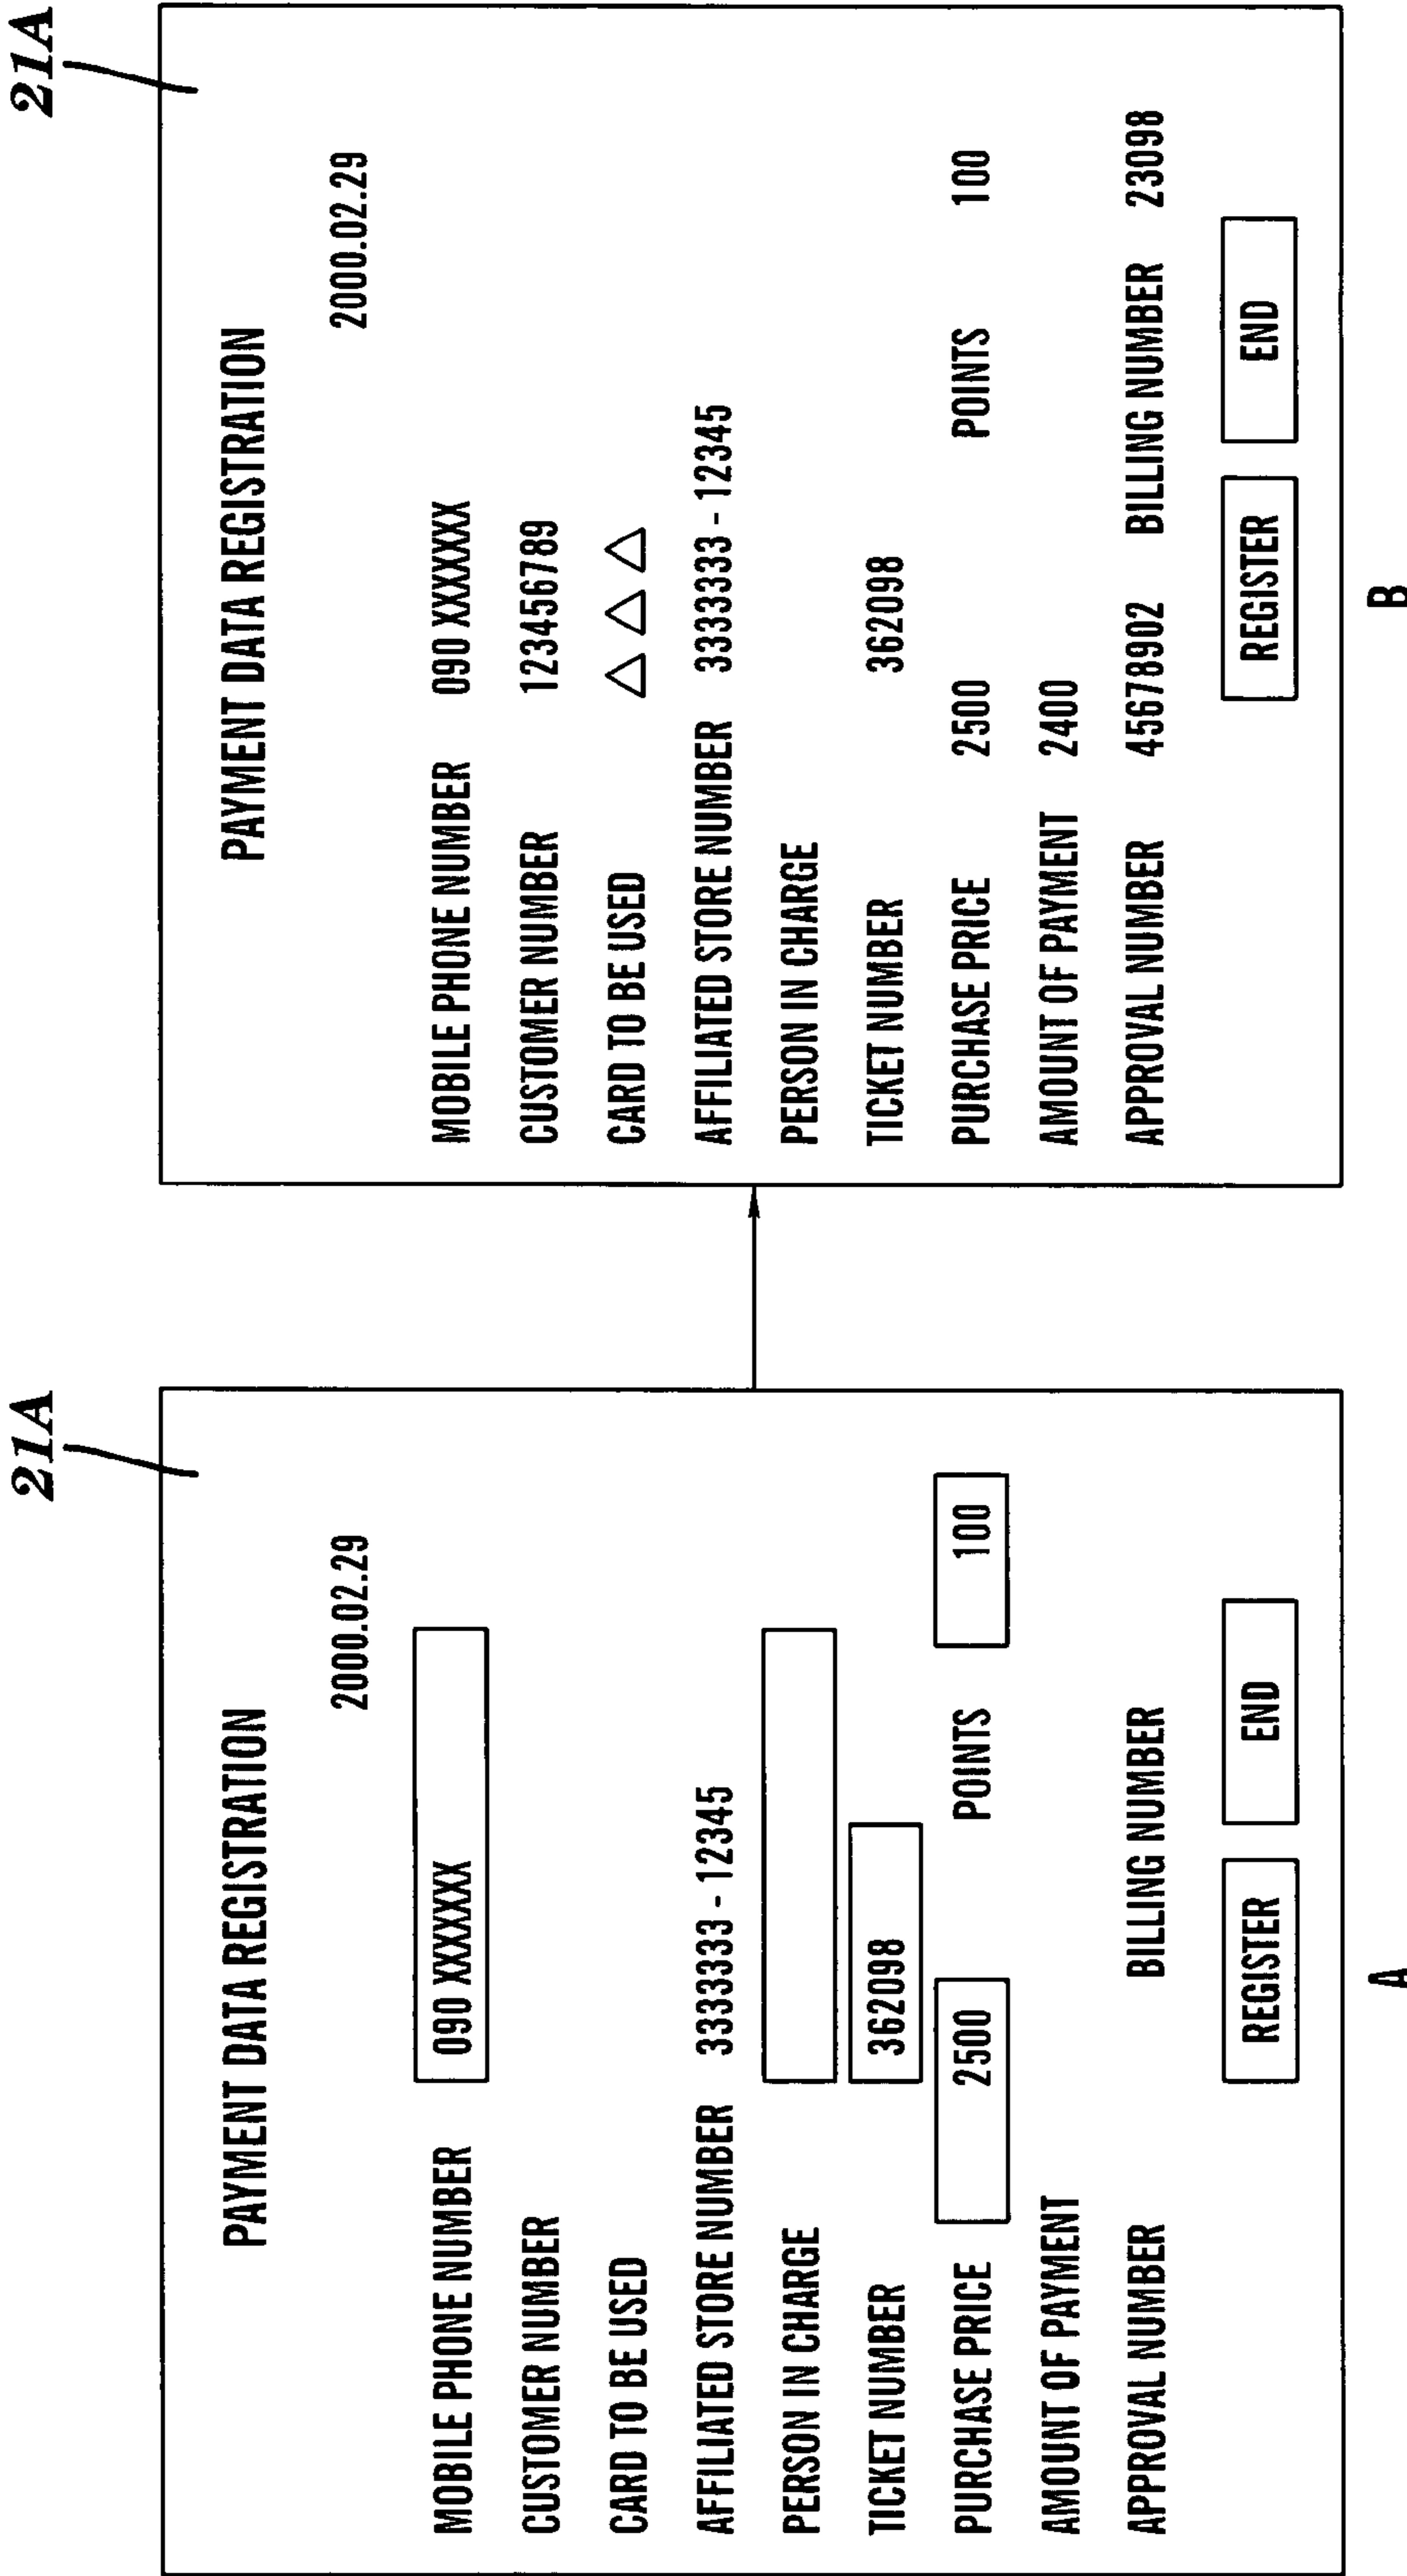 21A
PAYMENT DATA REGISTRATION
2000.02.29
MOBILE PHONE NUMBER 090 XXXXXX
CUSTOMER NUMBER
CARD TO BE USED
AFFILIATED STORE NUMBER 3333333 - 12345
PERSON IN CHARGE
TICKET NUMBER 362098
PURCHASE PRICE 2500 POINTS 100
AMOUNT OF PAYMENT
APPROVAL NUMBER BILLING NUMBER
REGISTER END
A
21A
PAYMENT DATA REGISTRATION
2000.02.29
MOBILE PHONE NUMBER 090 XXXXXX
CUSTOMER NUMBER 123456789
CARD TO BE USED △ △ △
AFFILIATED STORE NUMBER 3333333 - 12345
PERSON IN CHARGE
TICKET NUMBER 362098
PURCHASE PRICE 2500 POINTS 100
AMOUNT OF PAYMENT 2400
APPROVAL NUMBER 45678902 BILLING NUMBER 23098
REGISTER END
B